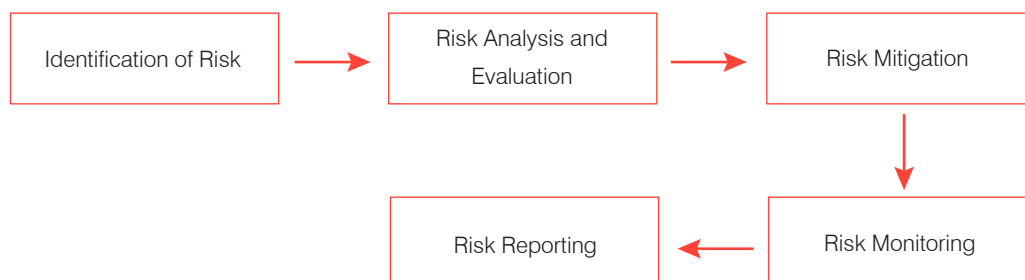 Identification of Risk
Risk Analysis and
Evaluation
Risk Mitigation
Risk Monitoring
Risk Reporting